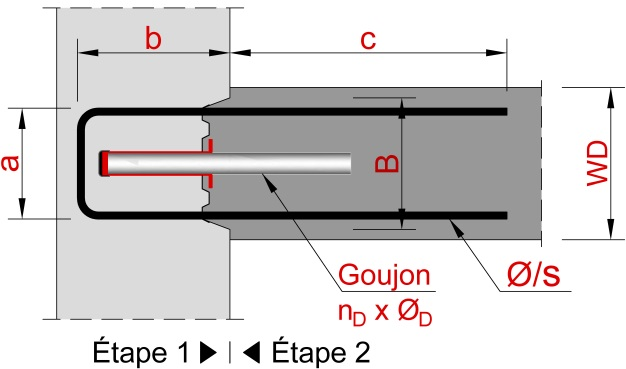 b
c
a
B
WD
Goujon
n_D x Ø_D
Ø/s
Étape 1
Étape 2